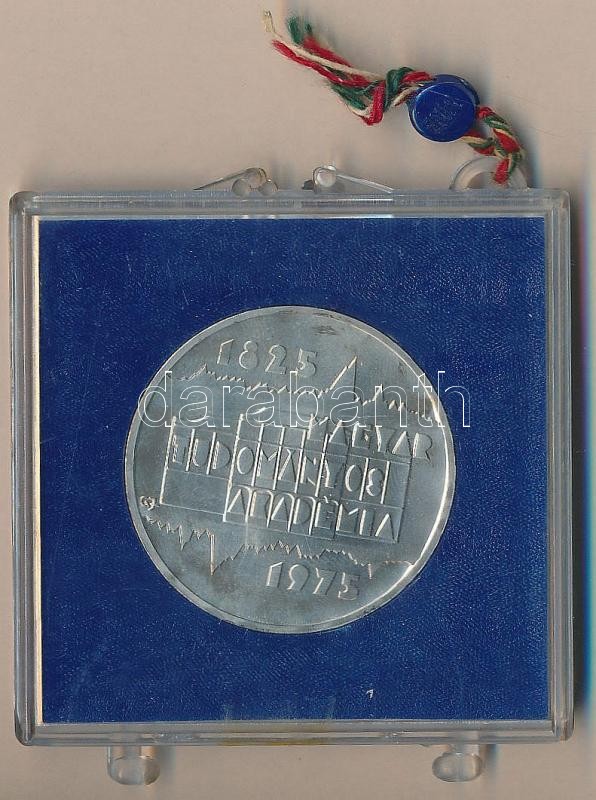 1825
MAGYAR
TUDOMÁNYOS
AKADÉMIA
1975
darabanth